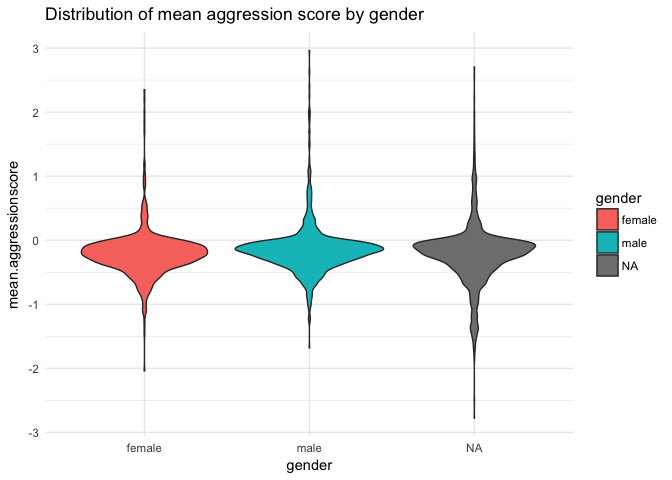 Distribution of mean aggression score by gender
3
2
1
0
-1
-2
-3
mean.aggressionscore
female male NA
gender
gender
female
male
NA